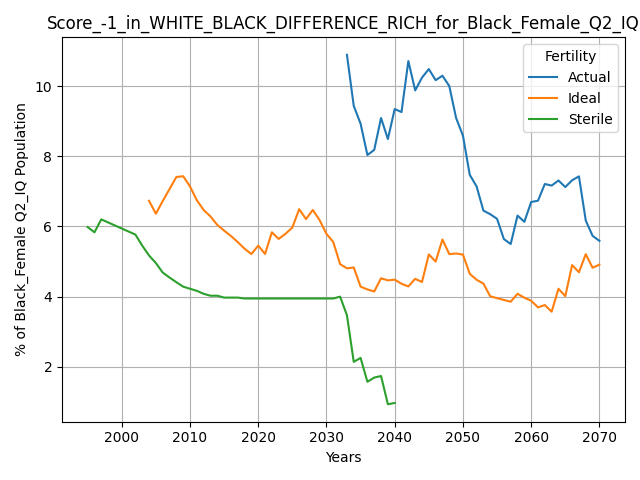 Score_-1_in_WHITE_BLACK_DIFFERENCE_RICH_for_Black_Female_Q2_IQ
Fertility
Actual
Ideal
Sterile
% of Black_Female Q2_IQ Population
10
8
6
4
2
2000 2010 2020 2030 2040 2050 2060 2070
Years